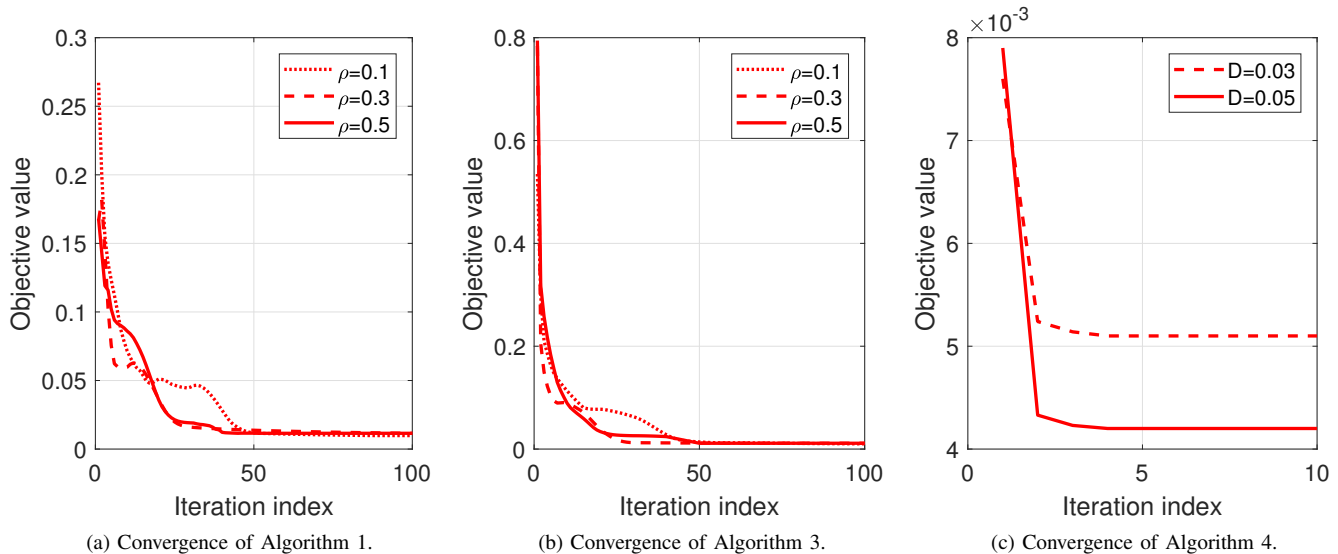 0.3
0.25
0.2
0.15
0.1
0.05
0
0 50 100
Objective value
Iteration index
ρ=0.1
ρ=0.3
ρ=0.5
(a) Convergence of Algorithm 1.
0.8
0.6
0.4
0.2
0
0 50 100
Objective value
Iteration index
ρ=0.1
ρ=0.3
ρ=0.5
(b) Convergence of Algorithm 3.
×10⁻³
8
7
6
5
4
0 5 10
Objective value
Iteration index
D=0.03
D=0.05
(c) Convergence of Algorithm 4.